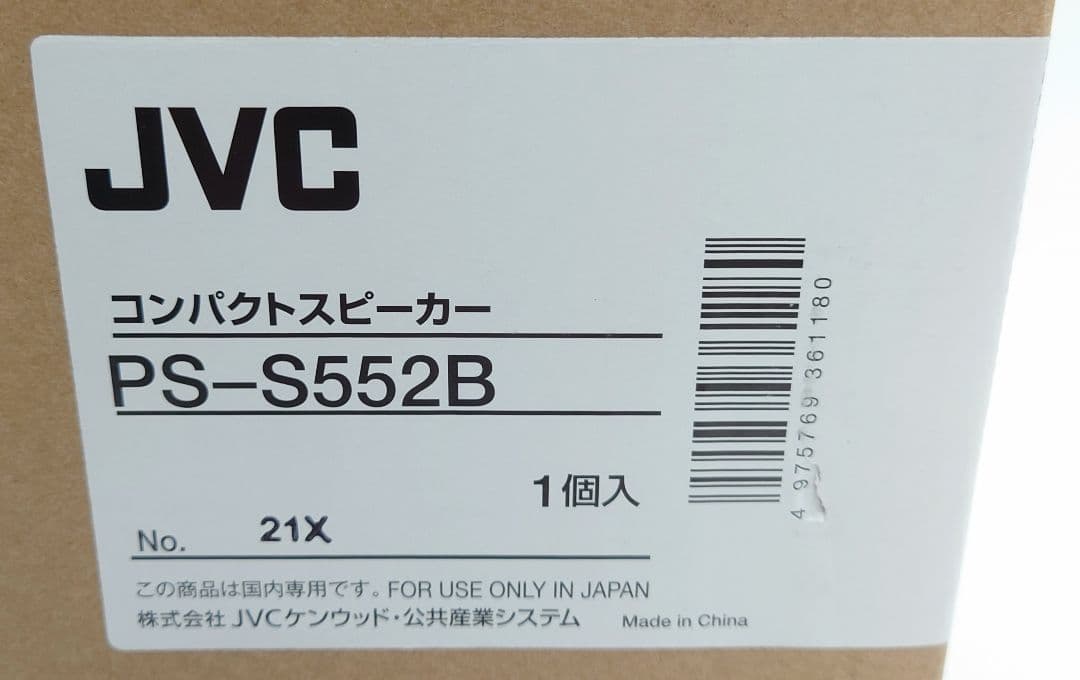 JVC
コンパクトスピーカー
PS-S552B
1個入
No. 21X
この商品は国内専用です。FOR USE ONLY IN JAPAN
株式会社 JVCケンウッド・公共産業システム Made in China
4 975769 361180